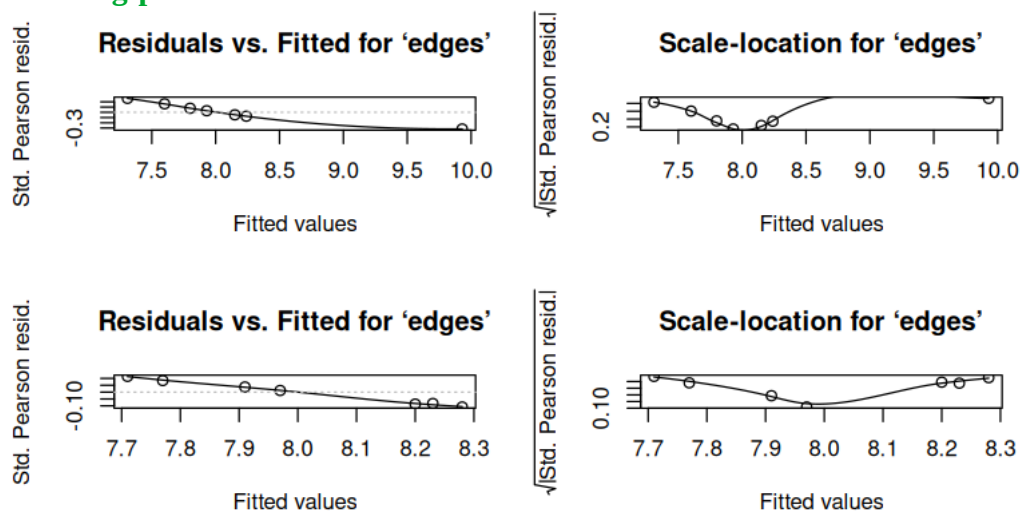 Residuals vs. Fitted for ‘edges’
Std. Pearson resid.
-0.3
7.5 8.0 8.5 9.0 9.5 10.0
Fitted values
Scale-location for ‘edges’
√|Std. Pearson resid.|
0.2
7.5 8.0 8.5 9.0 9.5 10.0
Fitted values
Residuals vs. Fitted for ‘edges’
Std. Pearson resid.
-0.10
7.7 7.8 7.9 8.0 8.1 8.2 8.3
Fitted values
Scale-location for ‘edges’
√|Std. Pearson resid.|
0.10
7.7 7.8 7.9 8.0 8.1 8.2 8.3
Fitted values